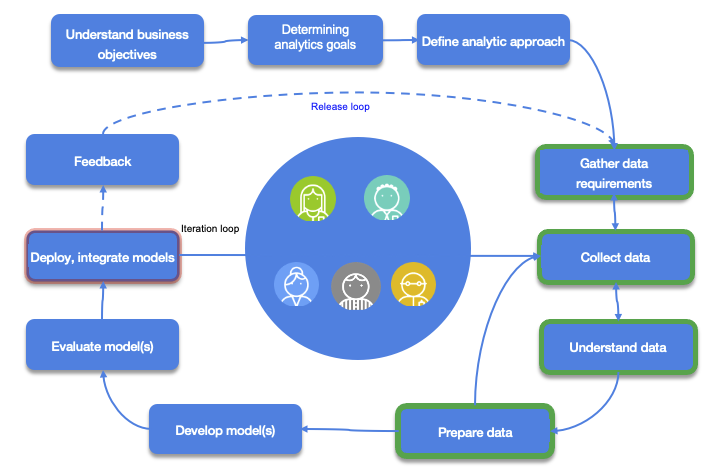 Understand business
objectives
Determining
analytics goals
Define analytic approach
Release loop
Feedback
Gather data
requirements
Iteration loop
Deploy, integrate models
Collect data
Evaluate model(s)
Understand data
Develop model(s)
Prepare data